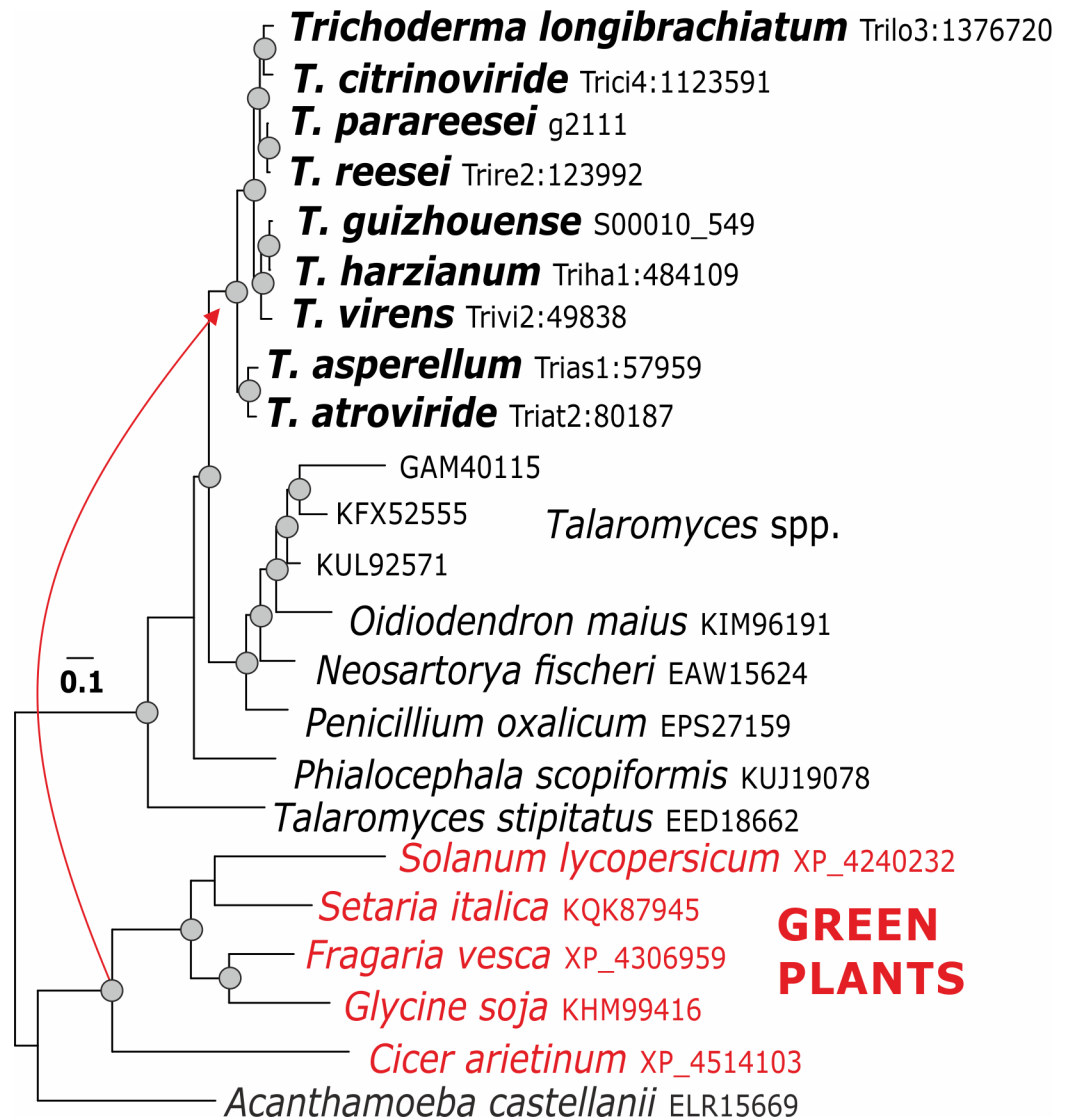 Trichoderma longibrachiatum Trilo3:1376720
T. citrinoviride Trici4:1123591
T. parareesei g2111
T. reesei Trire2:123992
T. guizhouense S00010_549
T. harzianum Triha1:484109
T. virens Trivi2:49838
T. asperellum Trias1:57959
T. atroviride Triat2:80187
GAM40115
KFX52555
Talaromyces spp.
KUL92571
Oidiodendron maius KIM96191
Neosartorya fischeri EAW15624
0.1
Penicillium oxalicum EPS27159
Phialocephala scopiformis KUJ19078
Talaromyces stipitatus EED18662
Solanum lycopersicum XP_4240232
Setaria italica KQK87945
Fragaria vesca XP_4306959
Glycine soja KHM99416
GREEN
PLANTS
Cicer arietinum XP_4514103
Acanthamoeba castellanii ELR15669